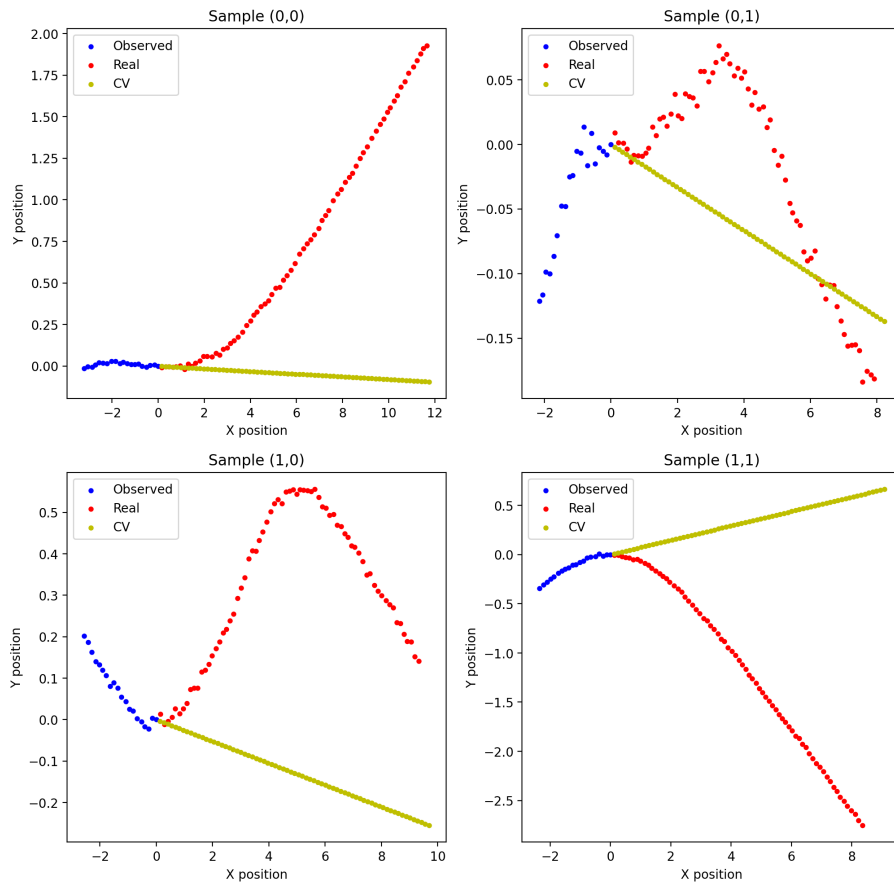 Sample (0,0)
Observed
Real
CV
Y position
2.00
1.75
1.50
1.25
1.00
0.75
0.50
0.25
0.00
−2 0 2 4 6 8 10 12
X position
Sample (0,1)
Observed
Real
CV
Y position
0.05
0.00
−0.05
−0.10
−0.15
−2 0 2 4 6 8
X position
Sample (1,0)
Observed
Real
CV
Y position
0.5
0.4
0.3
0.2
0.1
0.0
−0.1
−0.2
−2 0 2 4 6 8 10
X position
Sample (1,1)
Observed
Real
CV
Y position
0.5
0.0
−0.5
−1.0
−1.5
−2.0
−2.5
−2 0 2 4 6 8
X position